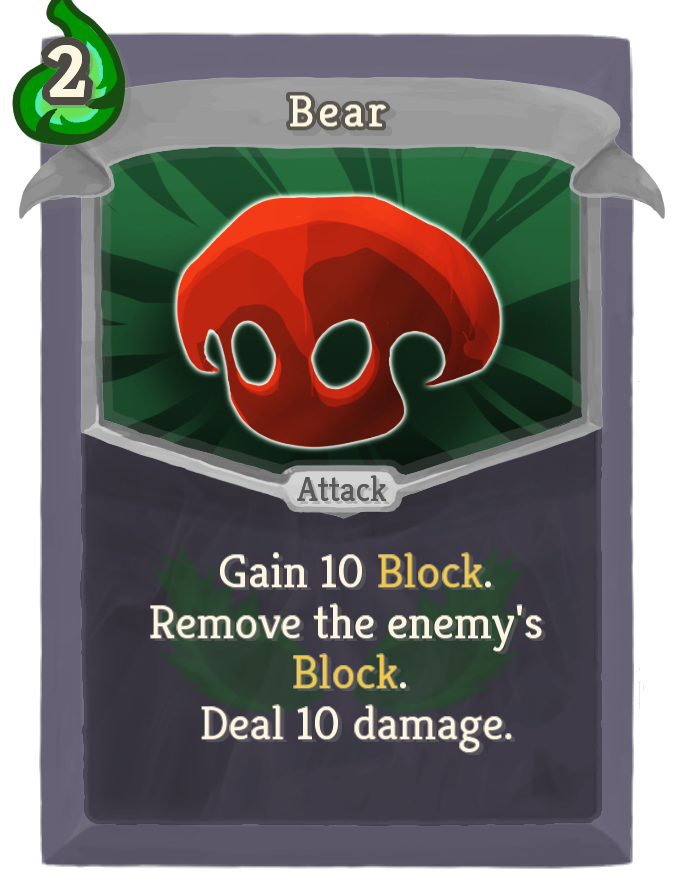 2
Bear
Attack
Gain 10 Block.
Remove the enemy's
Block.
Deal 10 damage.